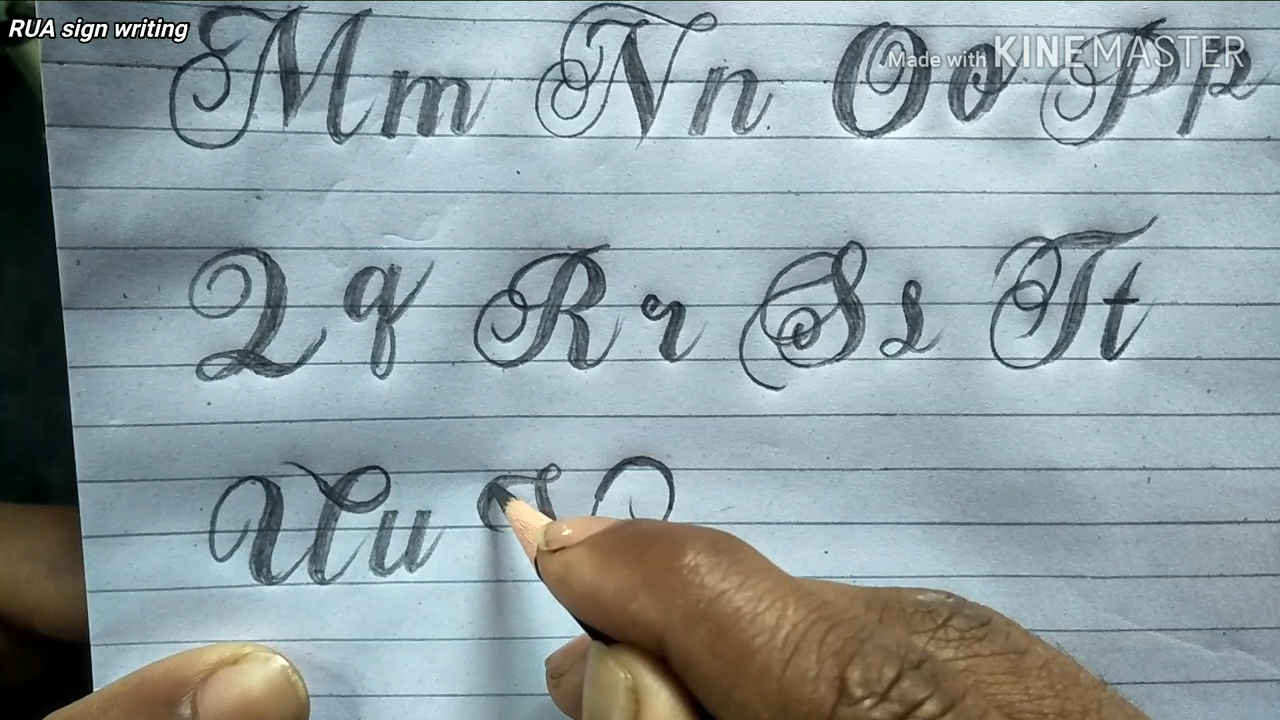 RUA sign writing
Made with KINEMASTER
Mm Nn Oo Pp
Qq Rr Ss Tt
Uu